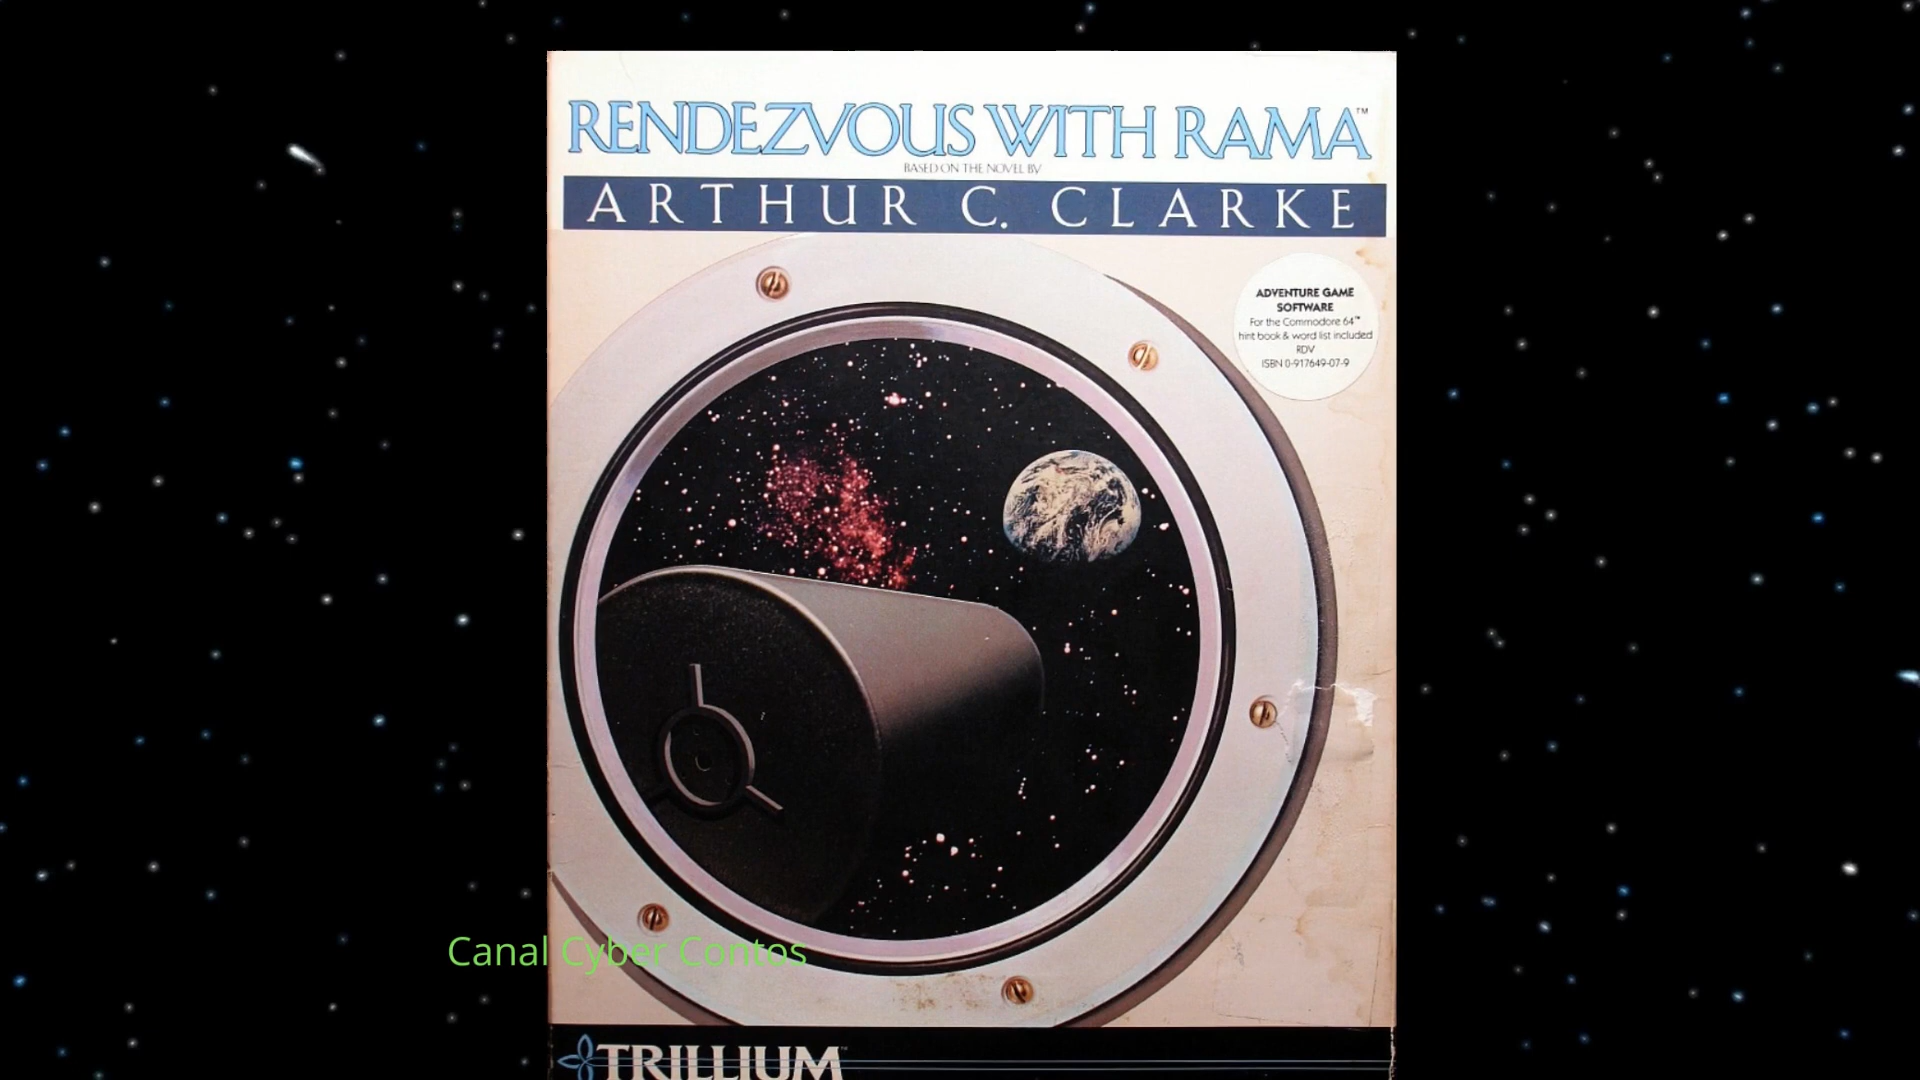 RENDEZVOUS WITH RAMA™
BASED ON THE NOVEL BY
ARTHUR C. CLARKE
ADVENTURE GAME
SOFTWARE
For the Commodore 64™
hint book & word list included
RDV
ISBN 0-917649-07-9
Canal Cyber Contos
TRILLIUM™